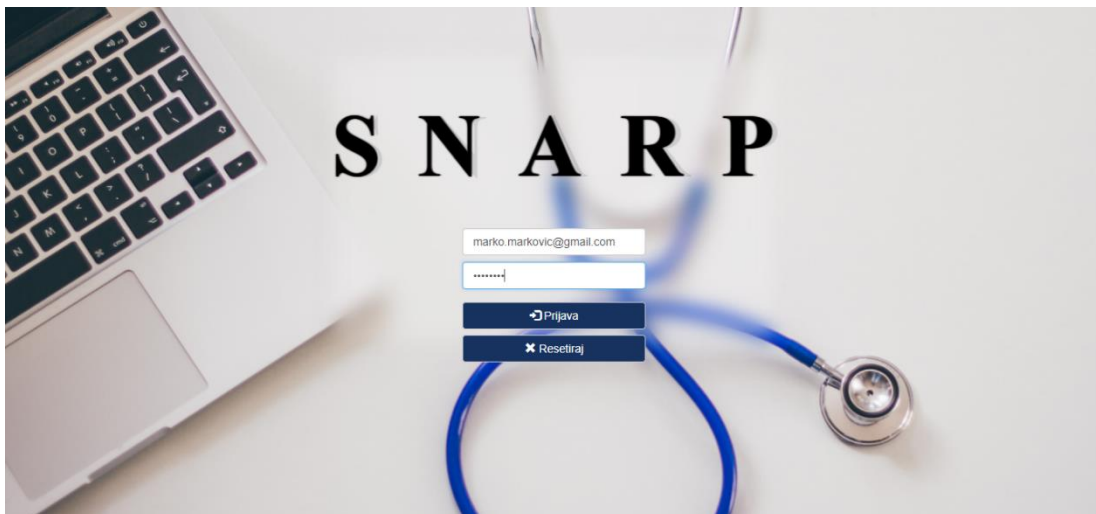 S N A R P
marko.markovic@gmail.com
••••••••
Prijava
Resetiraj